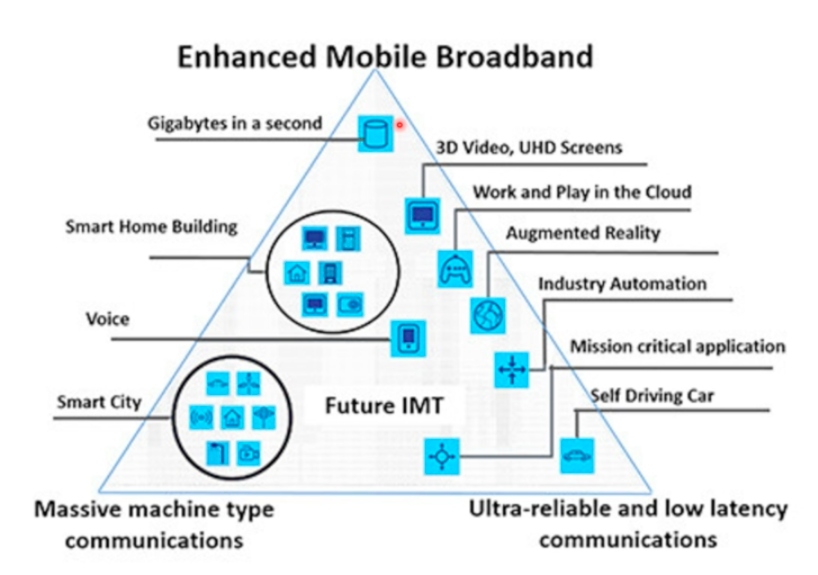 Enhanced Mobile Broadband
Gigabytes in a second
3D Video, UHD Screens
Work and Play in the Cloud
Smart Home Building
Augmented Reality
Industry Automation
Voice
Mission critical application
Smart City
Future IMT
Self Driving Car
Massive machine type
communications
Ultra-reliable and low latency
communications